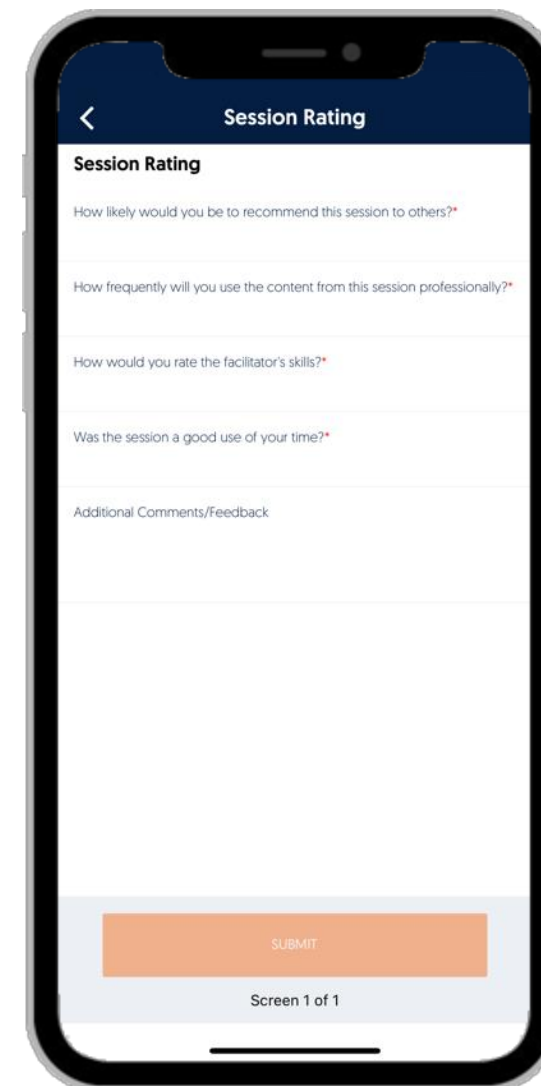 Session Rating
Session Rating
How likely would you be to recommend this session to others?*
How frequently will you use the content from this session professionally?*
How would you rate the facilitator's skills?*
Was the session a good use of your time?*
Additional Comments/Feedback
SUBMIT
Screen 1 of 1